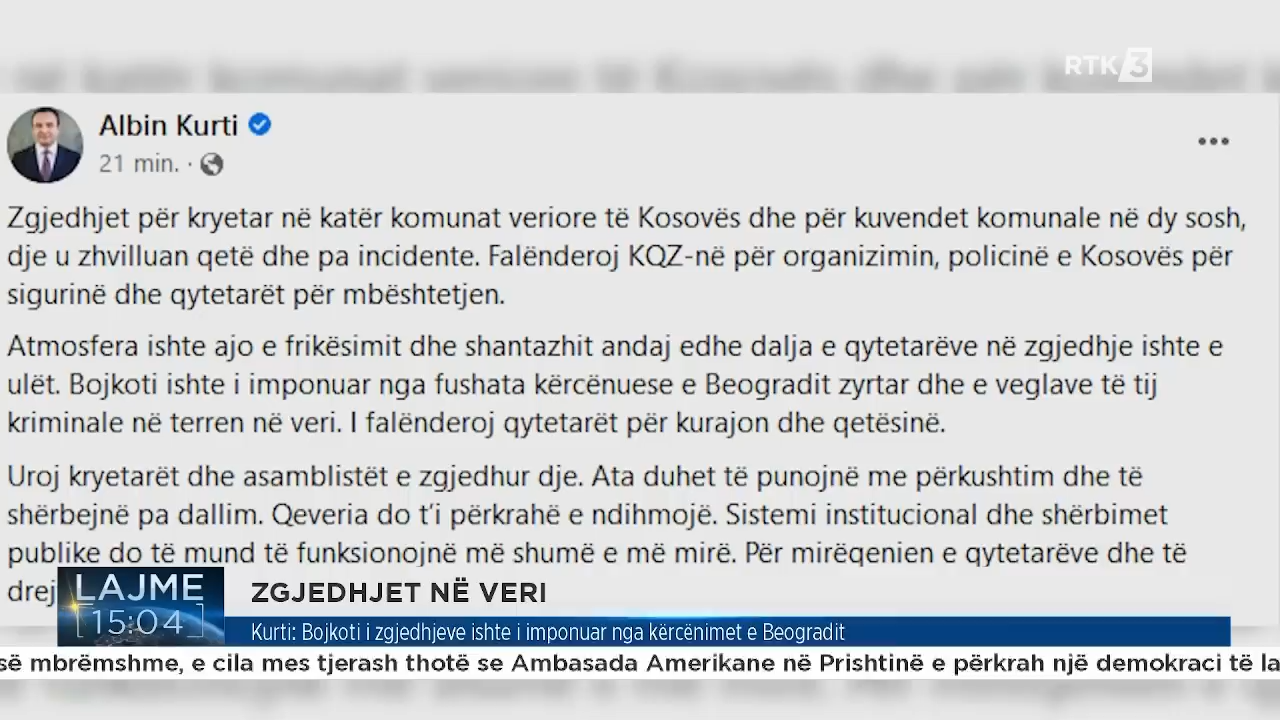 RTK 3
Albin Kurti
21 min. ·
Zgjedhjet për kryetar në katër komunat veriore të Kosovës dhe për kuvendet komunale në dy sosh,
dje u zhvilluan qetë dhe pa incidente. Falënderoj KQZ-në për organizimin, policinë e Kosovës për
sigurinë dhe qytetarët për mbështetjen.
Atmosfera ishte ajo e frikësimit dhe shantazhit andaj edhe dalja e qytetarëve në zgjedhje ishte e
ulët. Bojkoti ishte i imponuar nga fushata kërcënuese e Beogradit zyrtar dhe e veglave të tij
kriminale në terren në veri. I falënderoj qytetarët për kurajon dhe qetësinë.
Uroj kryetarët dhe asamblistët e zgjedhur dje. Ata duhet të punojnë me përkushtim dhe të
shërbejnë pa dallim. Qeveria do t'i përkrahë e ndihmojë. Sistemi institucional dhe shërbimet
publike do të mund të funksionojnë më shumë e më mirë. Për mirëqenien e qytetarëve dhe të
drej
LAJME
15:04
ZGJEDHJET NË VERI
Kurti: Bojkoti i zgjedhjeve ishte i imponuar nga kërcënimet e Beogradit
së mbrëmshme, e cila mes tjerash thotë se Ambasada Amerikane në Prishtinë e përkrah një demokraci të la